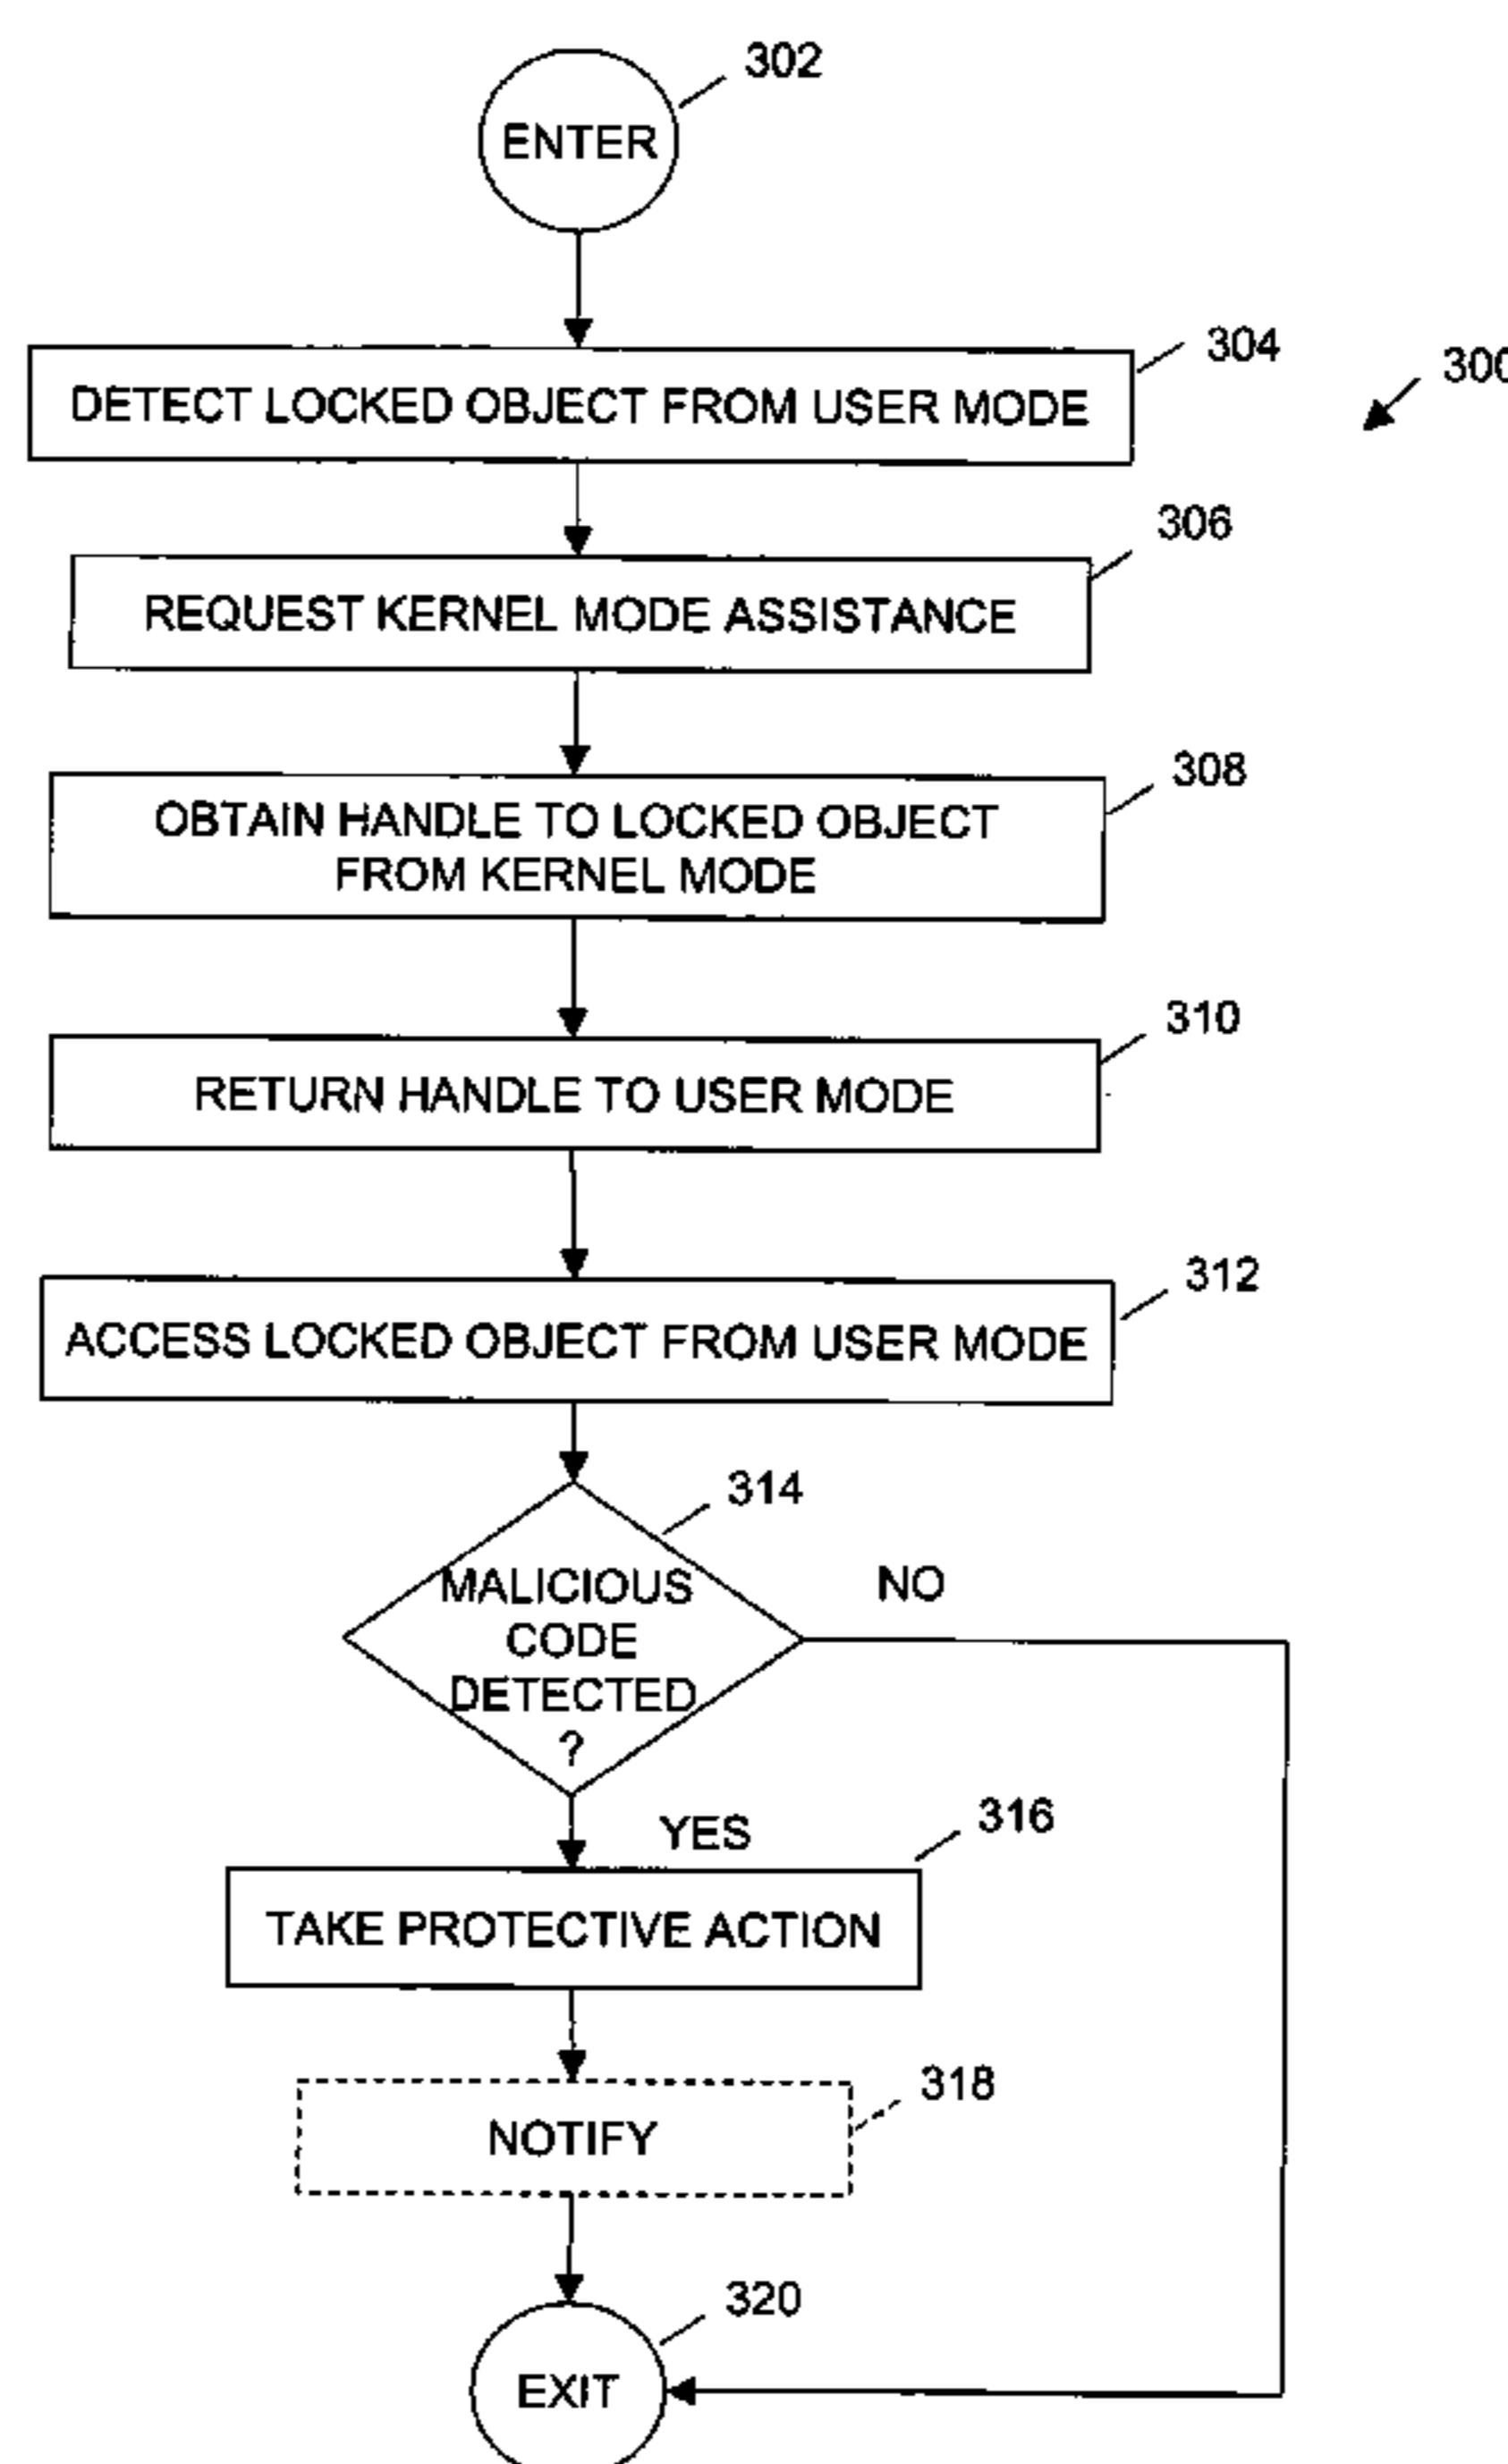 302
ENTER
304
300
DETECT LOCKED OBJECT FROM USER MODE
306
REQUEST KERNEL MODE ASSISTANCE
308
OBTAIN HANDLE TO LOCKED OBJECT
FROM KERNEL MODE
310
RETURN HANDLE TO USER MODE
312
ACCESS LOCKED OBJECT FROM USER MODE
314
MALICIOUS
CODE
DETECTED
?
NO
YES
316
TAKE PROTECTIVE ACTION
318
NOTIFY
320
EXIT